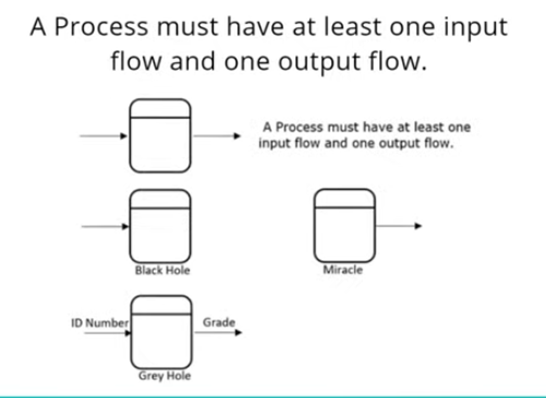 A Process must have at least one input
flow and one output flow.
A Process must have at least one
input flow and one output flow.
Black Hole
Miracle
ID Number
Grade
Grey Hole